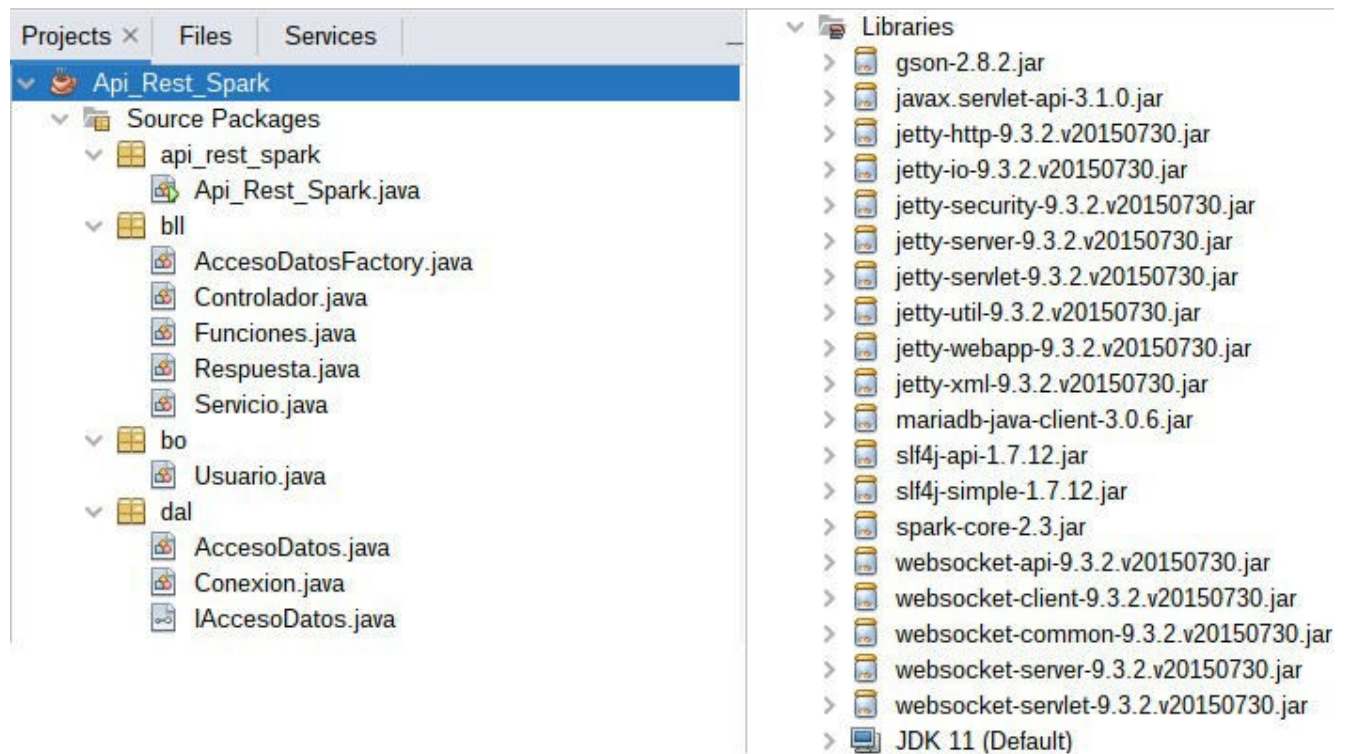 Projects × Files Services
Api_Rest_Spark
Source Packages
api_rest_spark
Api_Rest_Spark.java
bll
AccesoDatosFactory.java
Controlador.java
Funciones.java
Respuesta.java
Servicio.java
bo
Usuario.java
dal
AccesoDatos.java
Conexion.java
IAccesoDatos.java
Libraries
gson-2.8.2.jar
javax.servlet-api-3.1.0.jar
jetty-http-9.3.2.v20150730.jar
jetty-io-9.3.2.v20150730.jar
jetty-security-9.3.2.v20150730.jar
jetty-server-9.3.2.v20150730.jar
jetty-servlet-9.3.2.v20150730.jar
jetty-util-9.3.2.v20150730.jar
jetty-webapp-9.3.2.v20150730.jar
jetty-xml-9.3.2.v20150730.jar
mariadb-java-client-3.0.6.jar
slf4j-api-1.7.12.jar
slf4j-simple-1.7.12.jar
spark-core-2.3.jar
websocket-api-9.3.2.v20150730.jar
websocket-client-9.3.2.v20150730.jar
websocket-common-9.3.2.v20150730.jar
websocket-server-9.3.2.v20150730.jar
websocket-servlet-9.3.2.v20150730.jar
JDK 11 (Default)